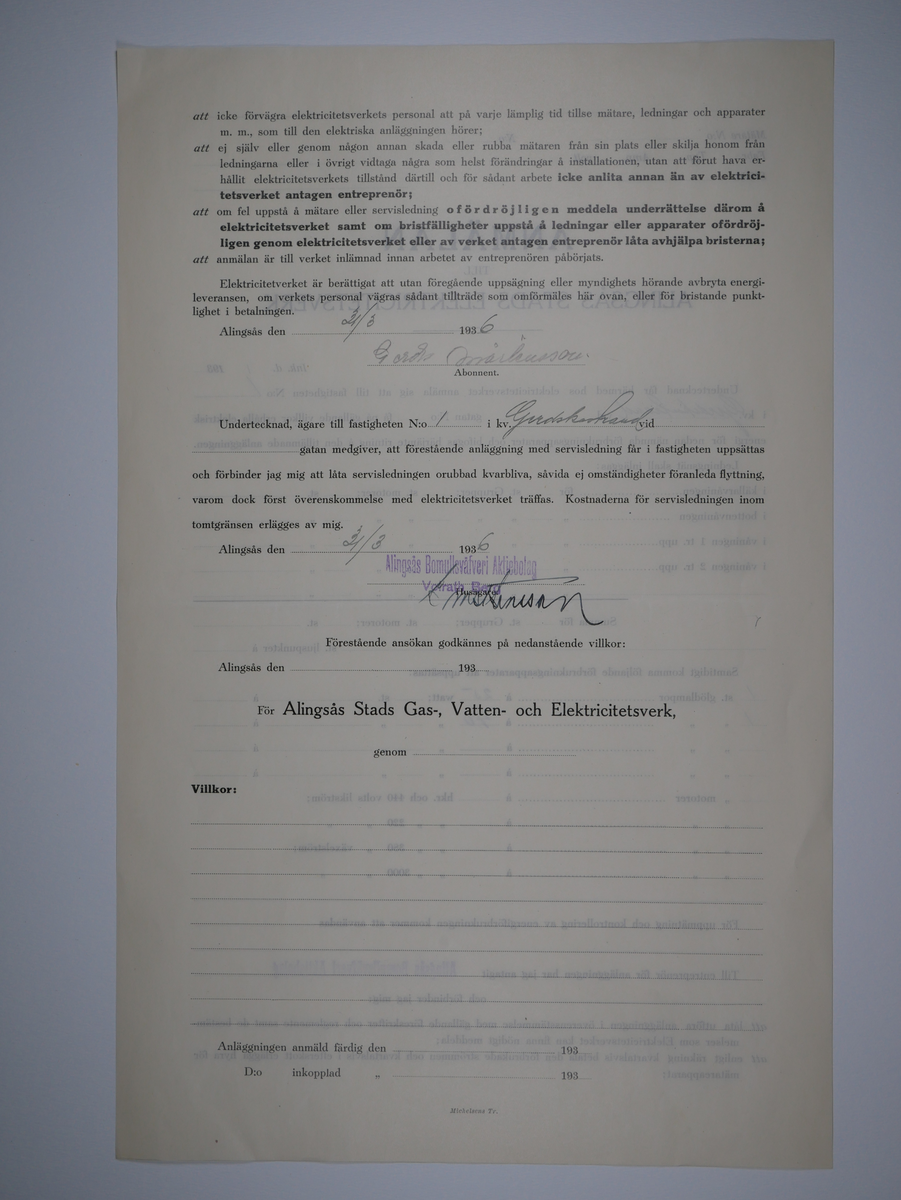 att icke förvägra elektricitetsverkets personal att på varje lämplig tid tillse mätare, ledningar och apparater
m. m., som till den elektriska anläggningen hörer;
att ej själv eller genom någon annan skada eller rubba mätaren från sin plats eller skilja honom från
ledningarna eller i övrigt vidtaga några som helst förändringar å installationen, utan att förut hava er-
hållit elektricitetsverkets tillstånd därtill och för sådant arbete icke anlita annan än av elektrici-
tetsverket antagen entreprenör;
att om fel uppstå å mätare eller servisledning ofördröjligen meddela underrättelse därom å
elektricitetsverket samt om bristfälligheter uppstå å ledningar eller apparater ofördröj-
ligen genom elektricitetsverket eller av verket antagen entreprenör låta avhjälpa bristerna;
att anmälan är till verket inlämnad innan arbetet av entreprenören påbörjats.
Elektricitetverket är berättigat att utan föregående uppsägning eller myndighets hörande avbryta energi-
leveransen, om verkets personal vägras sådant tillträde som omförmäles här ovan, eller för bristande punkt-
lighet i betalningen.
Alingsås den 21/3 1936
Gerda
Abonnent.
Undertecknad, ägare till fastigheten N:o 1 i kv. vid
gatan medgiver, att förestående anläggning med servisledning får i fastigheten uppsättas
och förbinder jag mig att låta servisledningen orubbad kvarbliva, såvida ej omständigheter föranleda flyttning,
varom dock först överenskommelse med elektricitetsverket träffas. Kostnaderna för servisledningen inom
tomtgränsen erlägges av mig.
Alingsås den 21/3 1936
Alingsås Bomullsväfveri Aktiebolag
Husägare
Förestående ansökan godkännes på nedanstående villkor:
Alingsås den 193
För Alingsås Stads Gas-, Vatten- och Elektricitetsverk,
genom
Villkor:
Anläggningen anmäld färdig den 193
D:o inkopplad „ 193
Michelsens Tr.